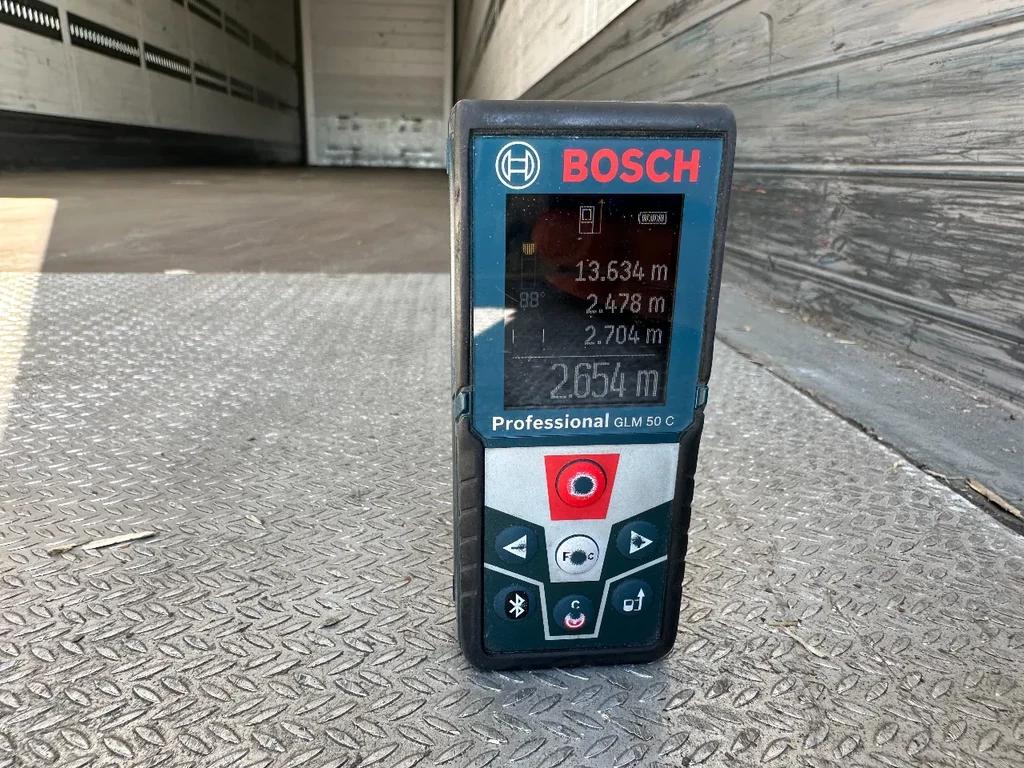 BOSCH
13.634 m
88°
2.478 m
2.704 m
2.654 m
Professional GLM 50 C
C